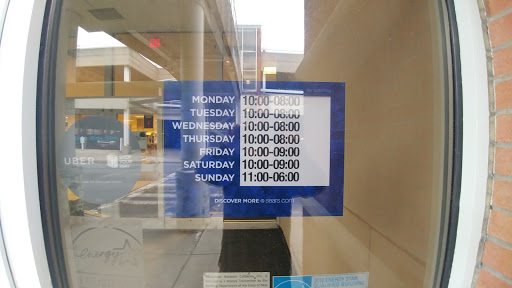 MONDAY 10:00-08:00
TUESDAY 10:00-08:00
WEDNESDAY 10:00-08:00
THURSDAY 10:00-08:00
FRIDAY 10:00-09:00
SATURDAY 10:00-09:00
SUNDAY 11:00-06:00
DISCOVER MORE @ sears.com
UBER
energy